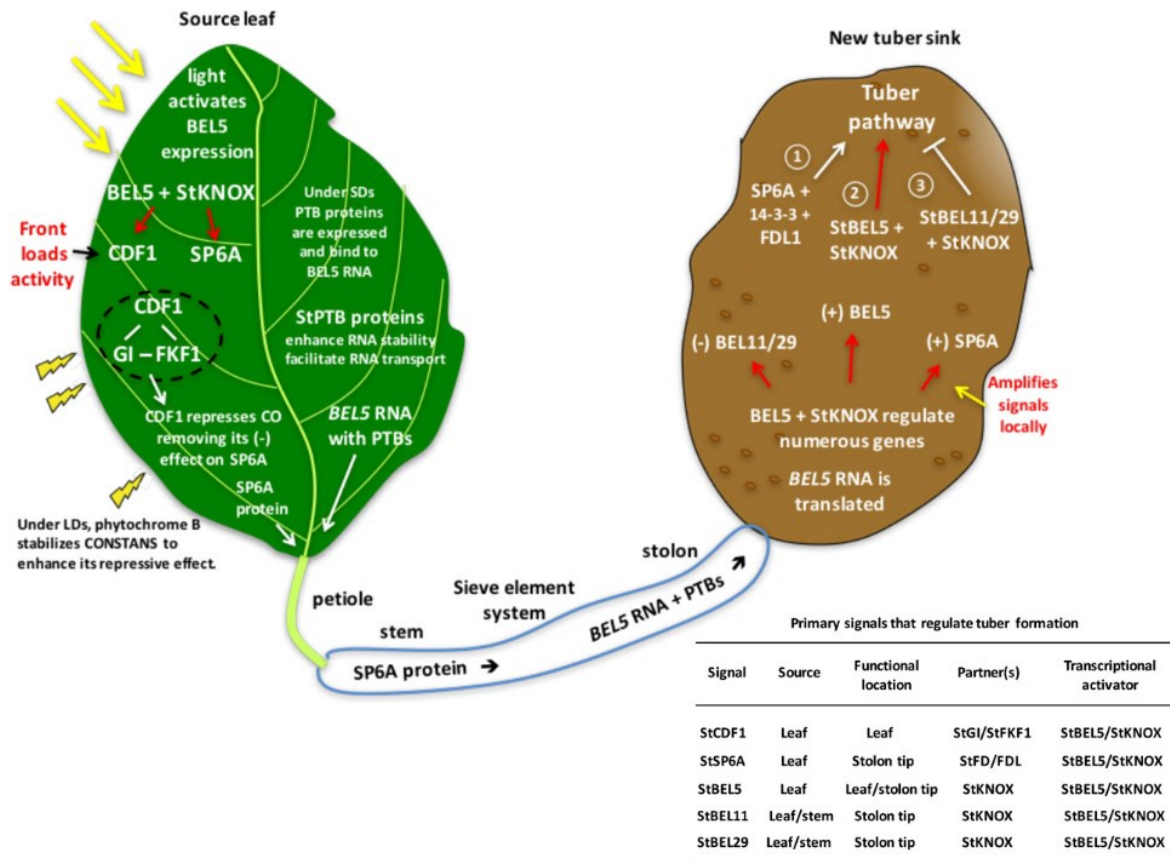 Source leaf
light
activates
BEL5
expression
BEL5 + StKNOX
Front
loads
activity
CDF1
SP6A
CDF1
GI – FKF1
CDF1 represses CO
removing its (-)
effect on SP6A
SP6A
protein
Under SDs
PTB proteins
are expressed
and bind to
BEL5 RNA
StPTB proteins
enhance RNA stability
facilitate RNA transport
BEL5 RNA
with PTBs
Under LDs, phytochrome B
stabilizes CONSTANS to
enhance its repressive effect.
petiole
stem
Sieve element
system
stolon
SP6A protein
BEL5 RNA + PTBs
New tuber sink
Tuber
pathway
1
SP6A +
14-3-3 +
FDL1
2
StBEL5 +
StKNOX
3
StBEL11/29
+ StKNOX
(+) BEL5
(-) BEL11/29
(+) SP6A
Amplifies
signals
locally
BEL5 + StKNOX regulate
numerous genes
BEL5 RNA is
translated
Primary signals that regulate tuber formation
Signal Source Functional location Partner(s) Transcriptional activator
StCDF1 Leaf Leaf StGI/StFKF1 StBEL5/StKNOX
StSP6A Leaf Stolon tip StFD/FDL StBEL5/StKNOX
StBEL5 Leaf Leaf/stolon tip StKNOX StBEL5/StKNOX
StBEL11 Leaf/stem Stolon tip StKNOX StBEL5/StKNOX
StBEL29 Leaf/stem Stolon tip StKNOX StBEL5/StKNOX